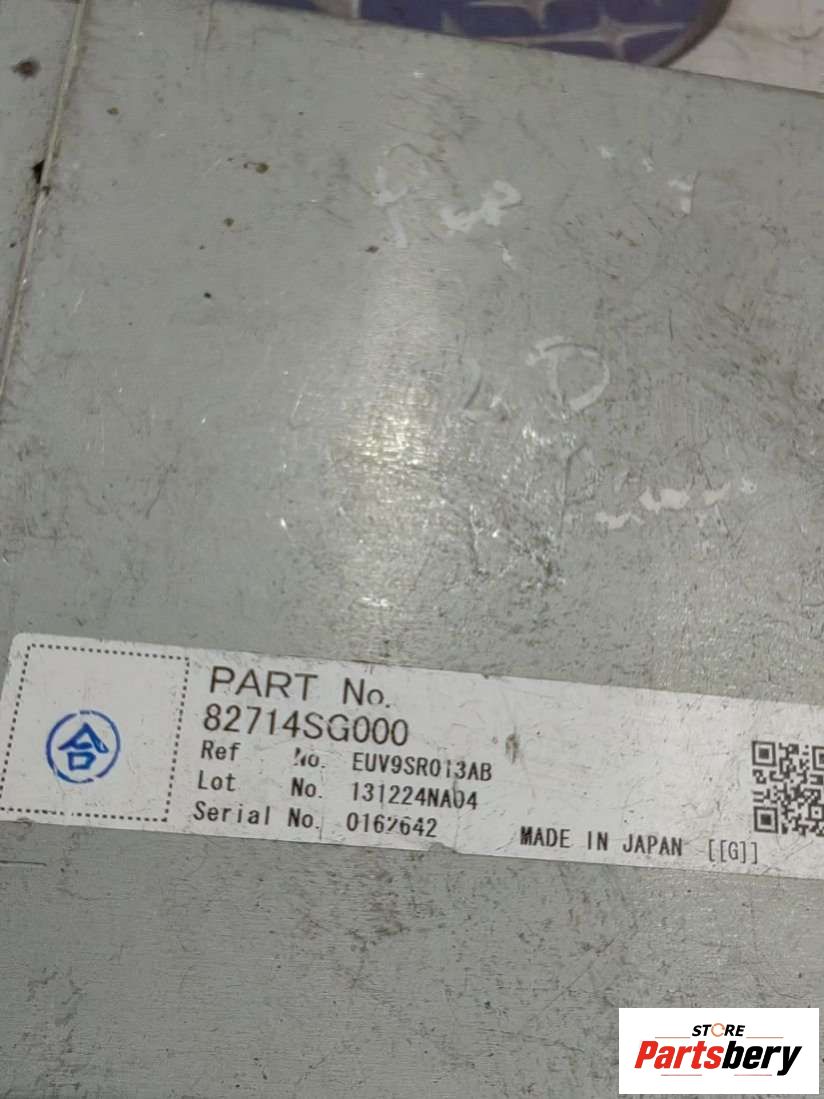 PART No.
82714SG000
Ref No. EUV9SR013AB
Lot No. 131224NA04
Serial No. 0162642
合
MADE IN JAPAN [[G]]
STORE
Partsbery